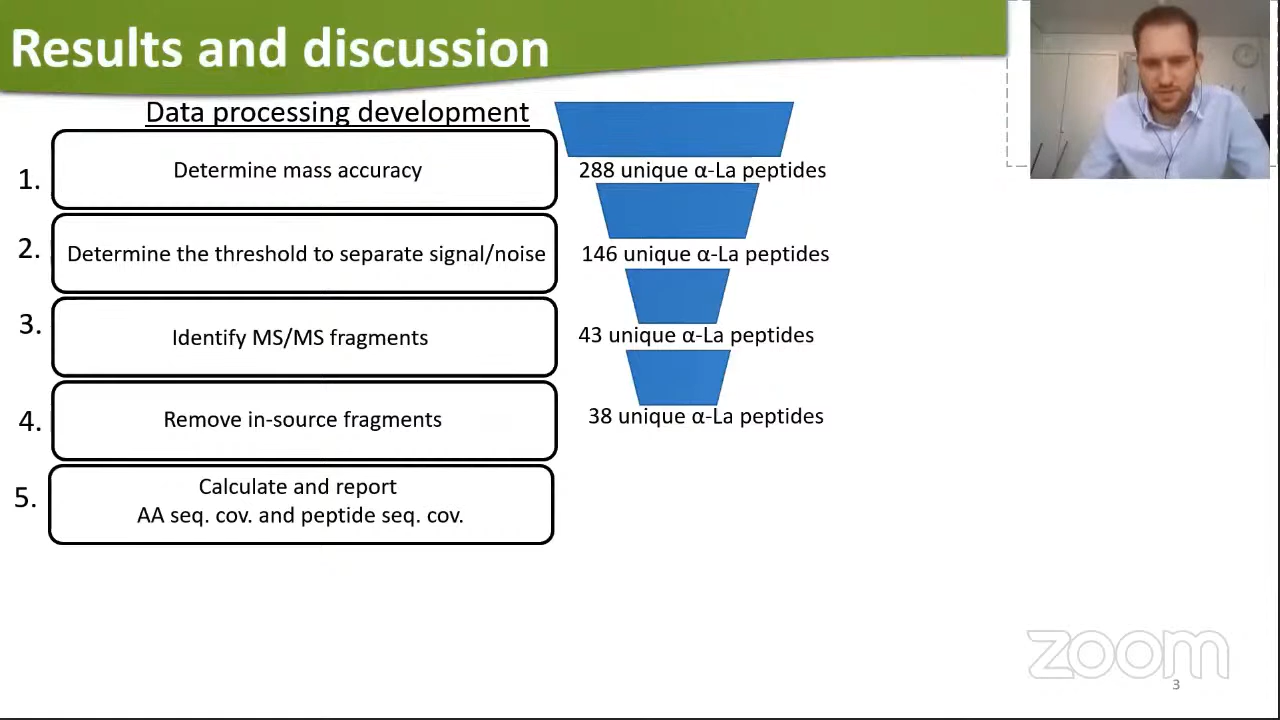 Results and discussion
Data processing development
1.
Determine mass accuracy
288 unique α-La peptides
2.
Determine the threshold to separate signal/noise
146 unique α-La peptides
3.
Identify MS/MS fragments
43 unique α-La peptides
4.
Remove in-source fragments
38 unique α-La peptides
5.
Calculate and report
AA seq. cov. and peptide seq. cov.
zoom
3